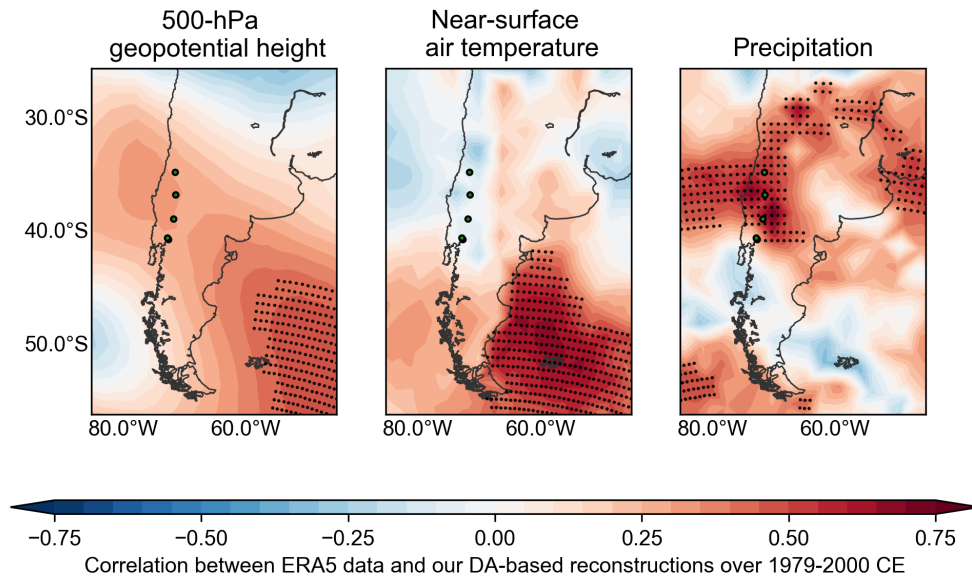 500-hPa
geopotential height
Near-surface
air temperature
Precipitation
30.0°S
40.0°S
50.0°S
80.0°W 60.0°W 80.0°W 60.0°W 80.0°W 60.0°W
−0.75 −0.50 −0.25 0.00 0.25 0.50 0.75
Correlation between ERA5 data and our DA-based reconstructions over 1979-2000 CE